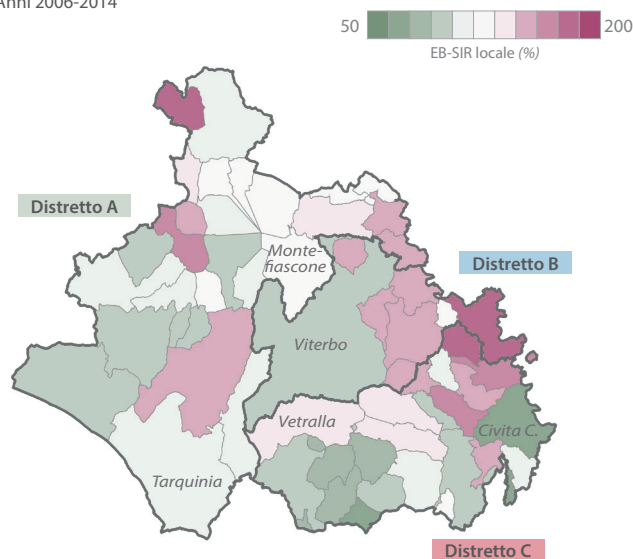 Anni 2006-2014
50
200
EB-SIR locale (%)
Distretto A
Monte-
fiascone
Distretto B
Viterbo
Vetralla
Civita C.
Tarquinia
Distretto C